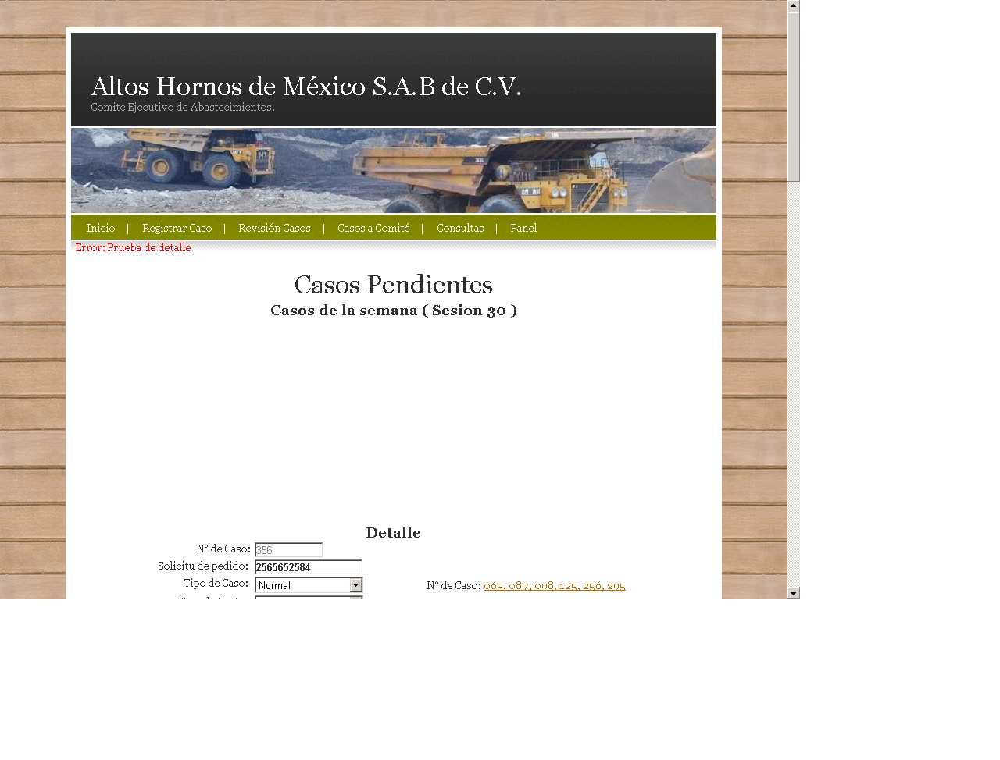 Altos Hornos de México S.A.B de C.V.
Comite Ejecutivo de Abastecimientos.
Inicio | Registrar Caso | Revisión Casos | Casos a Comité | Consultas | Panel
Error: Prueba de detalle
Casos Pendientes
Casos de la semana ( Sesion 30 )
Detalle
N° de Caso: 356
Solicitu de pedido: 2565652584
Tipo de Caso: Normal
N° de Caso: 065, 087, 098, 125, 256, 295